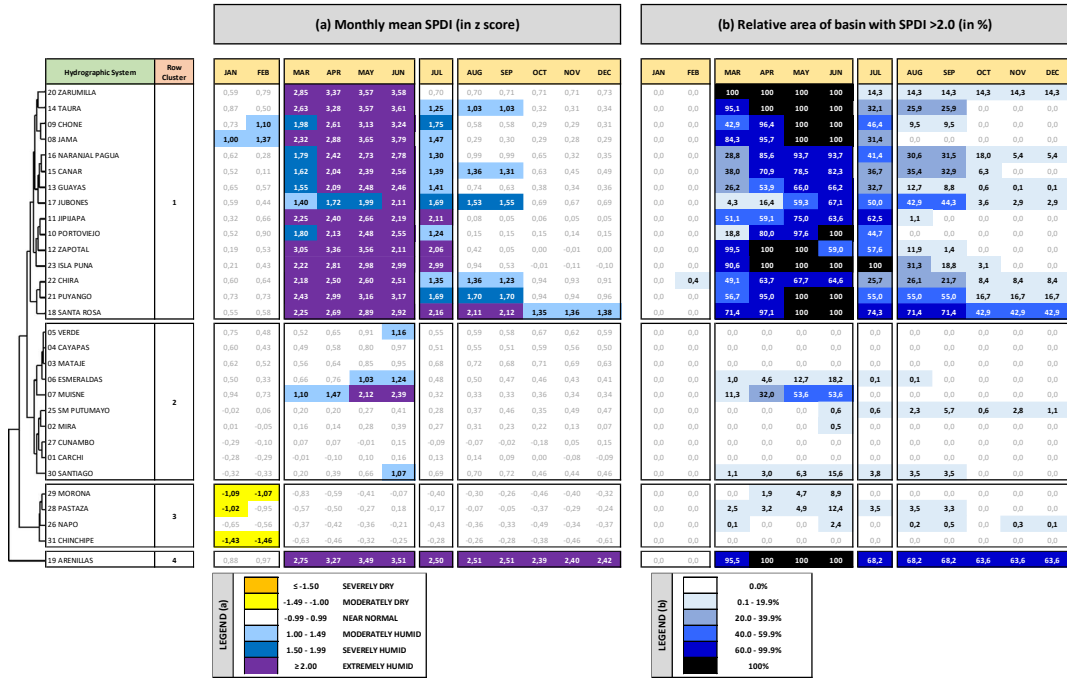 (a) Monthly mean SPDI (in z score) (b) Relative area of basin with SPDI >2.0 (in %)
Hydrographic System Row Cluster JAN FEB MAR APR MAY JUN JUL AUG SEP OCT NOV DEC JAN FEB MAR APR MAY JUN JUL AUG SEP OCT NOV DEC
20 ZARUMILLA 0,59 0,79 2,85 3,37 3,57 3,58 0,70 0,70 0,71 0,71 0,71 0,73 0,0 0,0 100 100 100 100 14,3 14,3 14,3 14,3 14,3 14,3
14 TAURA 0,87 0,50 2,63 3,28 3,57 3,61 1,25 1,03 1,03 0,32 0,31 0,34 0,0 0,0 95,1 100 100 100 32,1 25,9 25,9 0,0 0,0 0,0
09 CHONE 0,73 1,10 1,98 2,61 3,13 3,24 1,75 0,58 0,58 0,29 0,29 0,31 0,0 0,0 42,9 96,4 100 100 46,4 9,5 9,5 0,0 0,0 0,0
08 JAMA 1,00 1,37 2,32 2,88 3,65 3,79 1,47 0,29 0,30 0,29 0,28 0,29 0,0 0,0 84,3 95,7 100 100 31,4 0,0 0,0 0,0 0,0 0,0
16 NARANJAL PAGUA 0,62 0,28 1,79 2,42 2,73 2,78 1,30 0,99 0,99 0,65 0,32 0,35 0,0 0,0 28,8 85,6 93,7 93,7 41,4 30,6 31,5 18,0 5,4 5,4
15 CANAR 0,52 0,11 1,62 2,04 2,39 2,56 1,39 1,36 1,31 0,63 0,45 0,49 0,0 0,0 38,0 70,9 78,5 82,3 36,7 35,4 32,9 6,3 0,0 0,0
13 GUAYAS 0,65 0,57 1,55 2,09 2,48 2,46 1,41 0,74 0,63 0,38 0,34 0,36 0,0 0,0 26,2 53,9 66,0 66,2 32,7 12,7 8,8 0,6 0,1 0,1
17 JUBONES 1 0,59 0,44 1,40 1,72 1,99 2,11 1,69 1,53 1,55 0,69 0,67 0,69 0,0 0,0 4,3 16,4 59,3 67,1 50,0 42,9 44,3 3,6 2,9 2,9
11 JIPIJAPA 0,32 0,66 2,25 2,40 2,66 2,19 2,11 0,08 0,05 0,06 0,05 0,05 0,0 0,0 51,1 59,1 75,0 63,6 62,5 1,1 0,0 0,0 0,0 0,0
10 PORTOVIEJO 0,52 0,90 1,80 2,13 2,48 2,55 1,24 0,15 0,15 0,15 0,14 0,15 0,0 0,0 18,8 80,0 97,6 100 44,7 0,0 0,0 0,0 0,0 0,0
12 ZAPOTAL 0,19 0,53 3,05 3,36 3,56 2,11 2,06 0,42 0,05 0,00 -0,01 0,00 0,0 0,0 99,5 100 100 59,0 57,6 11,9 1,4 0,0 0,0 0,0
23 ISLA PUNA 0,21 0,43 2,22 2,81 2,98 2,99 2,99 0,94 0,53 -0,01 -0,11 -0,10 0,0 0,0 90,6 100 100 100 100 31,3 18,8 3,1 0,0 0,0
22 CHIRA 0,60 0,64 2,18 2,50 2,60 2,51 1,35 1,36 1,23 0,94 0,93 0,91 0,0 0,4 49,1 63,7 67,7 64,6 25,7 26,1 21,7 8,4 8,4 8,4
21 PUYANGO 0,73 0,73 2,43 2,99 3,16 3,17 1,69 1,70 1,70 0,94 0,94 0,96 0,0 0,0 56,7 95,0 100 100 55,0 55,0 55,0 16,7 16,7 16,7
18 SANTA ROSA 0,55 0,58 2,25 2,69 2,89 2,92 2,16 2,11 2,12 1,35 1,36 1,38 0,0 0,0 71,4 97,1 100 100 74,3 71,4 71,4 42,9 42,9 42,9
05 VERDE 0,75 0,48 0,52 0,65 0,91 1,16 0,55 0,59 0,58 0,67 0,62 0,59 0,0 0,0 0,0 0,0 0,0 0,0 0,0 0,0 0,0 0,0 0,0 0,0
04 CAYAPAS 0,60 0,43 0,49 0,58 0,80 0,97 0,51 0,55 0,51 0,59 0,56 0,50 0,0 0,0 0,0 0,0 0,0 0,0 0,0 0,0 0,0 0,0 0,0 0,0
03 MATAJE 0,62 0,52 0,56 0,64 0,85 0,95 0,68 0,72 0,68 0,71 0,69 0,63 0,0 0,0 0,0 0,0 0,0 0,0 0,0 0,0 0,0 0,0 0,0 0,0
06 ESMERALDAS 0,50 0,33 0,66 0,76 1,03 1,24 0,48 0,50 0,47 0,46 0,43 0,41 0,0 0,0 1,0 4,6 12,7 18,2 0,1 0,1 0,0 0,0 0,0 0,0
07 MUISNE 2 0,94 0,73 1,10 1,47 2,12 2,39 0,32 0,33 0,33 0,36 0,34 0,34 0,0 0,0 11,3 32,0 53,6 53,6 0,0 0,0 0,0 0,0 0,0 0,0
25 SM PUTUMAYO -0,02 0,06 0,20 0,20 0,27 0,41 0,28 0,37 0,46 0,35 0,49 0,47 0,0 0,0 0,0 0,0 0,0 0,6 0,6 2,3 5,7 0,6 2,8 1,1
02 MIRA 0,01 -0,05 0,16 0,14 0,28 0,39 0,27 0,31 0,23 0,22 0,13 0,07 0,0 0,0 0,0 0,0 0,0 0,5 0,0 0,0 0,0 0,0 0,0 0,0
27 CUNAMBO -0,29 -0,10 0,07 0,07 -0,01 0,15 -0,09 -0,07 -0,02 -0,18 0,05 0,15 0,0 0,0 0,0 0,0 0,0 0,0 0,0 0,0 0,0 0,0 0,0 0,0
01 CARCHI -0,28 -0,29 -0,01 -0,10 0,10 0,16 0,13 0,14 0,09 0,00 -0,08 -0,09 0,0 0,0 0,0 0,0 0,0 0,0 0,0 0,0 0,0 0,0 0,0 0,0
30 SANTIAGO -0,32 -0,33 0,20 0,39 0,66 1,07 0,69 0,70 0,72 0,46 0,44 0,46 0,0 0,0 1,1 3,0 6,3 15,6 3,8 3,5 3,5 0,0 0,0 0,0
29 MORONA -1,09 -1,07 -0,83 -0,59 -0,41 -0,07 -0,40 -0,30 -0,26 -0,46 -0,40 -0,32 0,0 0,0 0,0 1,9 4,7 8,9 0,0 0,0 0,0 0,0 0,0 0,0
28 PASTAZA 3 -1,02 -0,95 -0,57 -0,50 -0,27 0,18 -0,17 -0,07 -0,05 -0,37 -0,29 -0,24 0,0 0,0 2,5 3,2 4,9 12,4 3,5 3,5 3,3 0,0 0,0 0,0
26 NAPO -0,65 -0,56 -0,37 -0,42 -0,36 -0,21 -0,43 -0,36 -0,33 -0,49 -0,34 -0,37 0,0 0,0 0,1 0,0 0,0 2,4 0,0 0,2 0,5 0,0 0,3 0,1
31 CHINCHIPE -1,43 -1,46 -0,63 -0,46 -0,32 -0,25 -0,51 -0,26 -0,28 -0,38 -0,46 -0,61 0,0 0,0 0,0 0,0 0,0 0,0 0,0 0,0 0,0 0,0 0,0 0,0
19 ARENILLAS 4 0,88 0,97 2,75 3,27 3,49 3,51 2,50 2,51 2,51 2,39 2,40 2,42 0,0 0,0 95,5 100 100 100 68,2 68,2 68,2 63,6 63,6 63,6
LEGEND (a)
≤ -1.50 SEVERELY DRY
-1.49 - -1.00 MODERATELY DRY
-0.99 - 0.99 NEAR NORMAL
1.00 - 1.49 MODERATELY HUMID
1.50 - 1.99 SEVERELY HUMID
≥ 2.00 EXTREMELY HUMID
LEGEND (b)
0.0%
0.1 - 19.9%
20.0 - 39.9%
40.0 - 59.9%
60.0 - 99.9%
100%